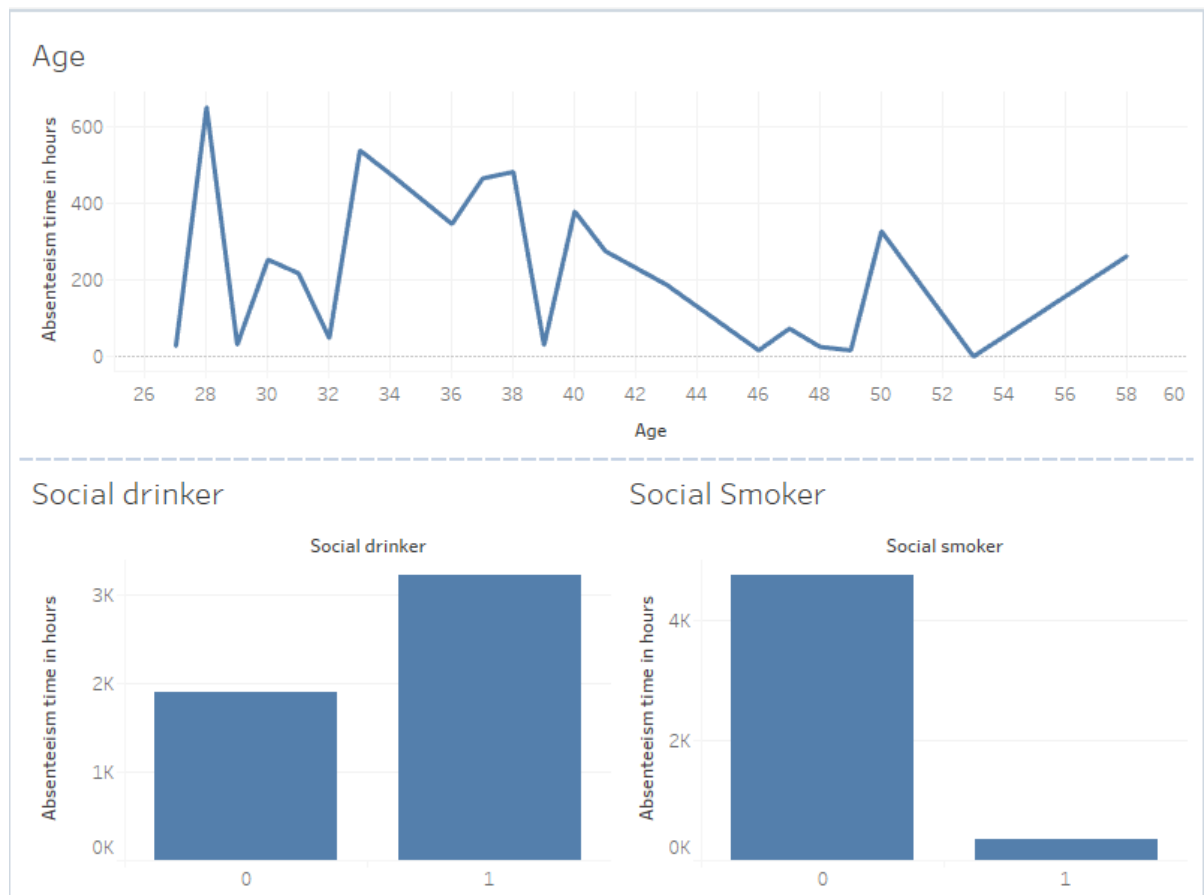 Age
Absenteeism time in hours
600
400
200
0
26 28 30 32 34 36 38 40 42 44 46 48 50 52 54 56 58 60
Age
Social drinker
Social drinker
Absenteeism time in hours
3K
2K
1K
0K
0 1
Social Smoker
Social smoker
Absenteeism time in hours
4K
2K
0K
0 1